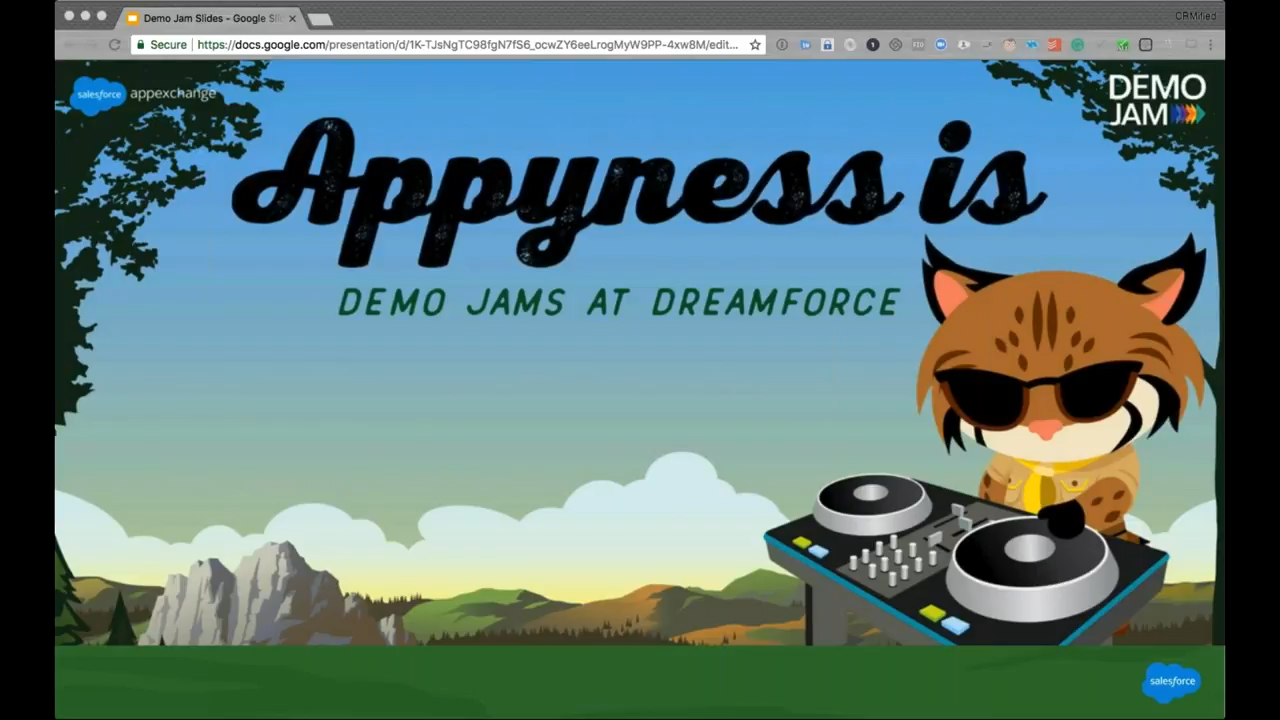 Demo Jam Slides - Google Sli
CRMified
Secure
https://docs.google.com/presentation/d/1K-TJsNgTC98fgN7fS6_ocwZY6eeLrogMyW9PP-4xw8M/edit...
salesforce appexchange
DEMO
JAM
Appyness is
DEMO JAMS AT DREAMFORCE
salesforce